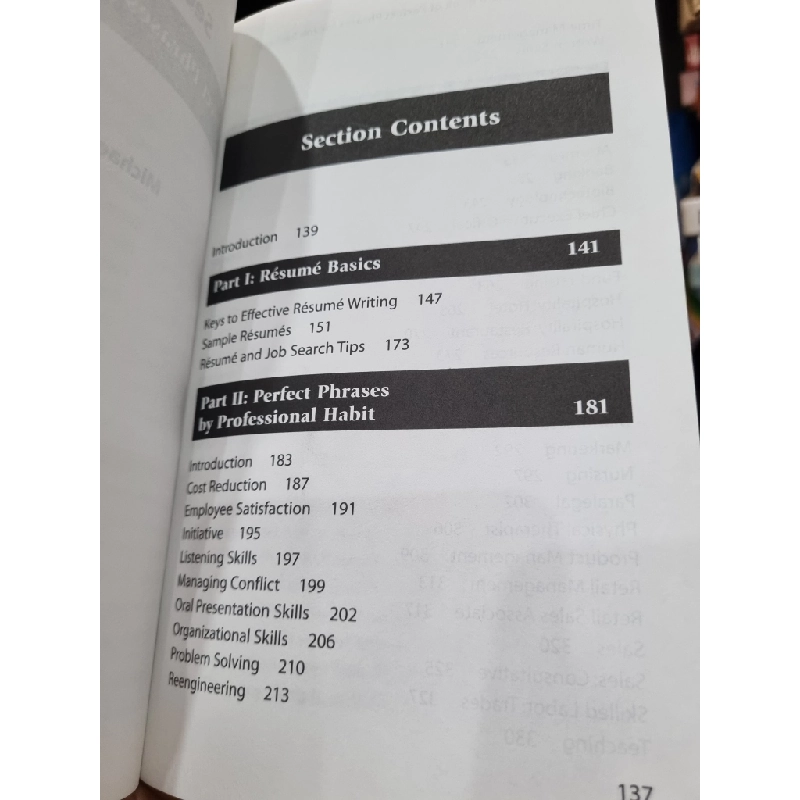 Section Contents
Introduction 139
Part I: Résumé Basics 141
Keys to Effective Résumé Writing 147
Sample Résumés 151
Résumé and Job Search Tips 173
Part II: Perfect Phrases
by Professional Habit 181
Introduction 183
Cost Reduction 187
Employee Satisfaction 191
Initiative 195
Listening Skills 197
Managing Conflict 199
Oral Presentation Skills 202
Organizational Skills 206
Problem Solving 210
Reengineering 213
137